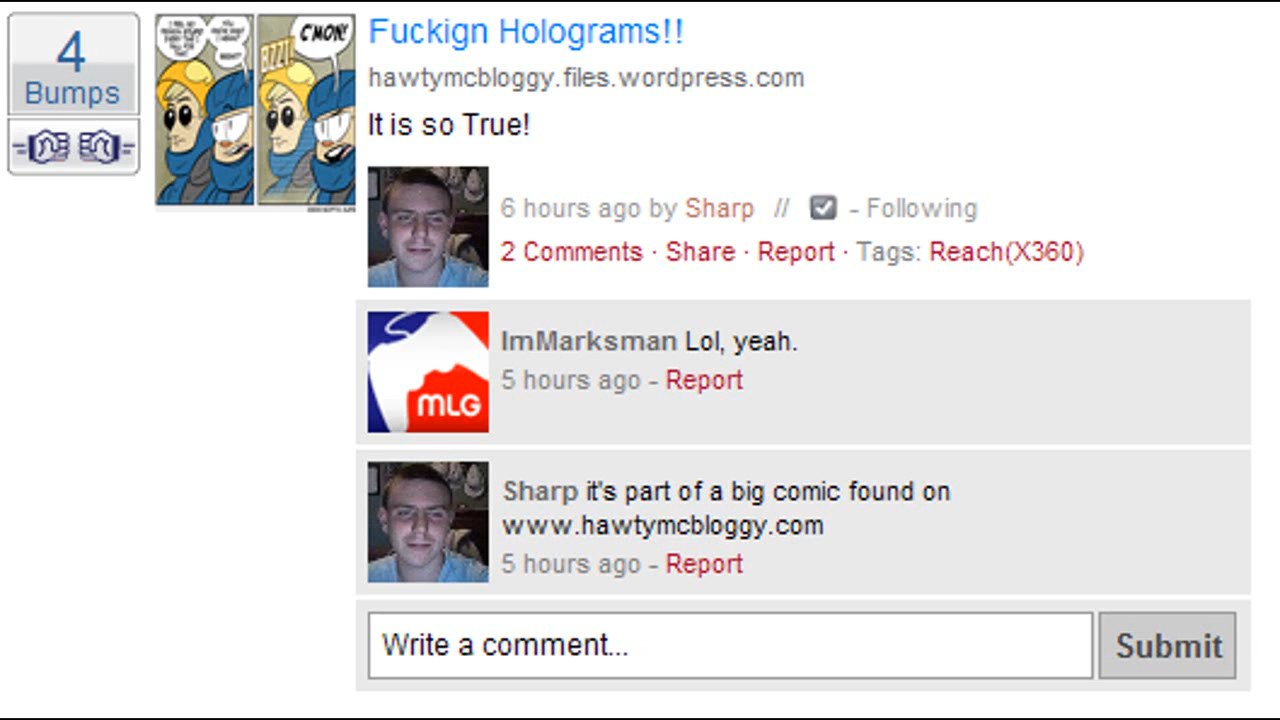 4
Bumps
C'MON!
BZZT
Fuckign Holograms!!
hawtymcbloggy.files.wordpress.com
It is so True!
6 hours ago by Sharp // - Following
2 Comments · Share · Report · Tags: Reach(X360)
MLG
ImMarksman Lol, yeah.
5 hours ago - Report
Sharp it's part of a big comic found on
www.hawtymcbloggy.com
5 hours ago - Report
Write a comment...
Submit